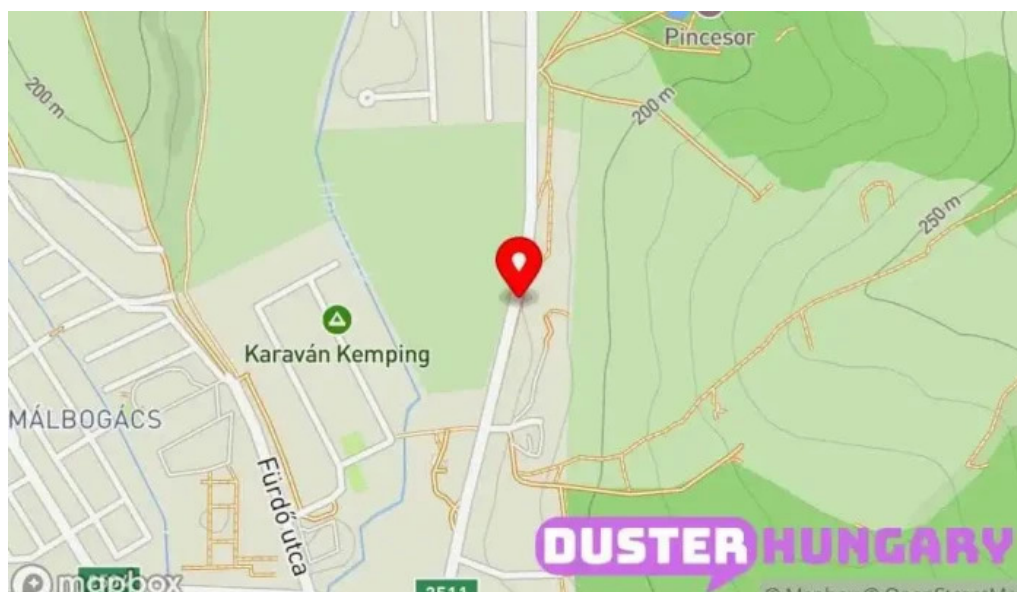 Pincesor
200 m
200 m
250 m
Karaván Kemping
MÁLBOGÁCS
Fürdő utca
DUSTER HUNGARY
mapbox
2511